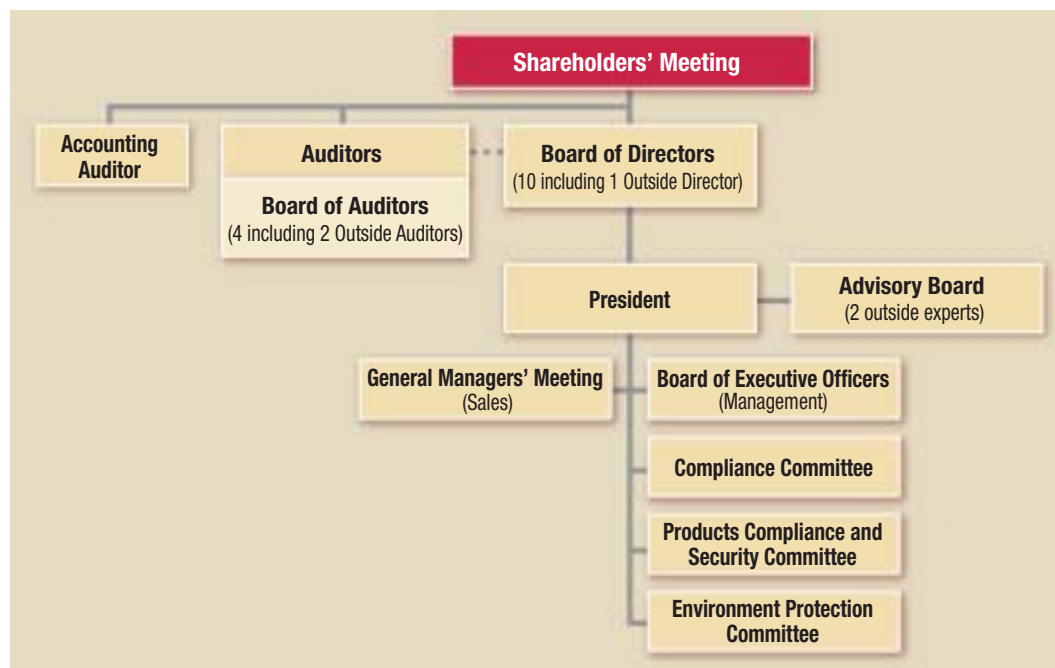 Shareholders' Meeting
Accounting
Auditor
Auditors
Board of Auditors
(4 including 2 Outside Auditors)
Board of Directors
(10 including 1 Outside Director)
President
Advisory Board
(2 outside experts)
General Managers' Meeting
(Sales)
Board of Executive Officers
(Management)
Compliance Committee
Products Compliance and
Security Committee
Environment Protection
Committee